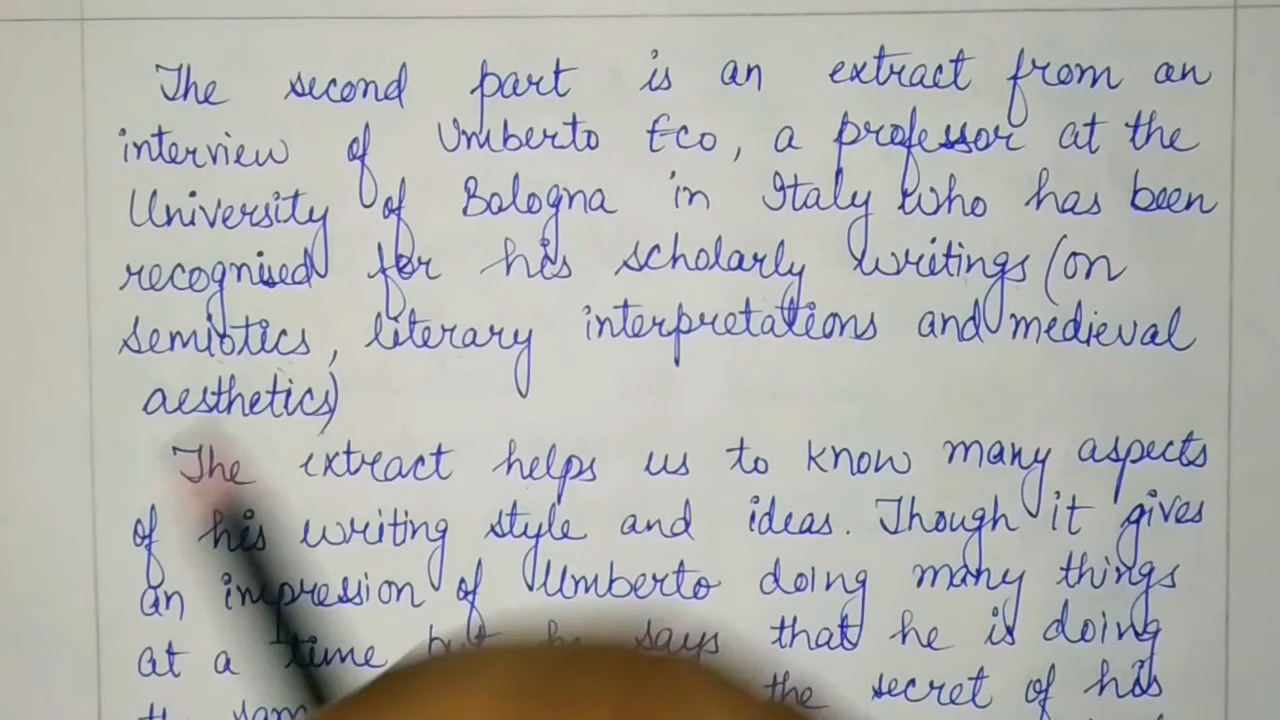 The second part is an extract from an
interview of Umberto Eco, a professor at the
University of Bologna in Italy who has been
recognised for his scholarly writings (on
semiotics, literary interpretations and medieval
aesthetics)
The extract helps us to know many aspects
of his writing style and ideas. Though it gives
an impression of Umberto doing many things
at a time but he says that he is doing
the secret of his